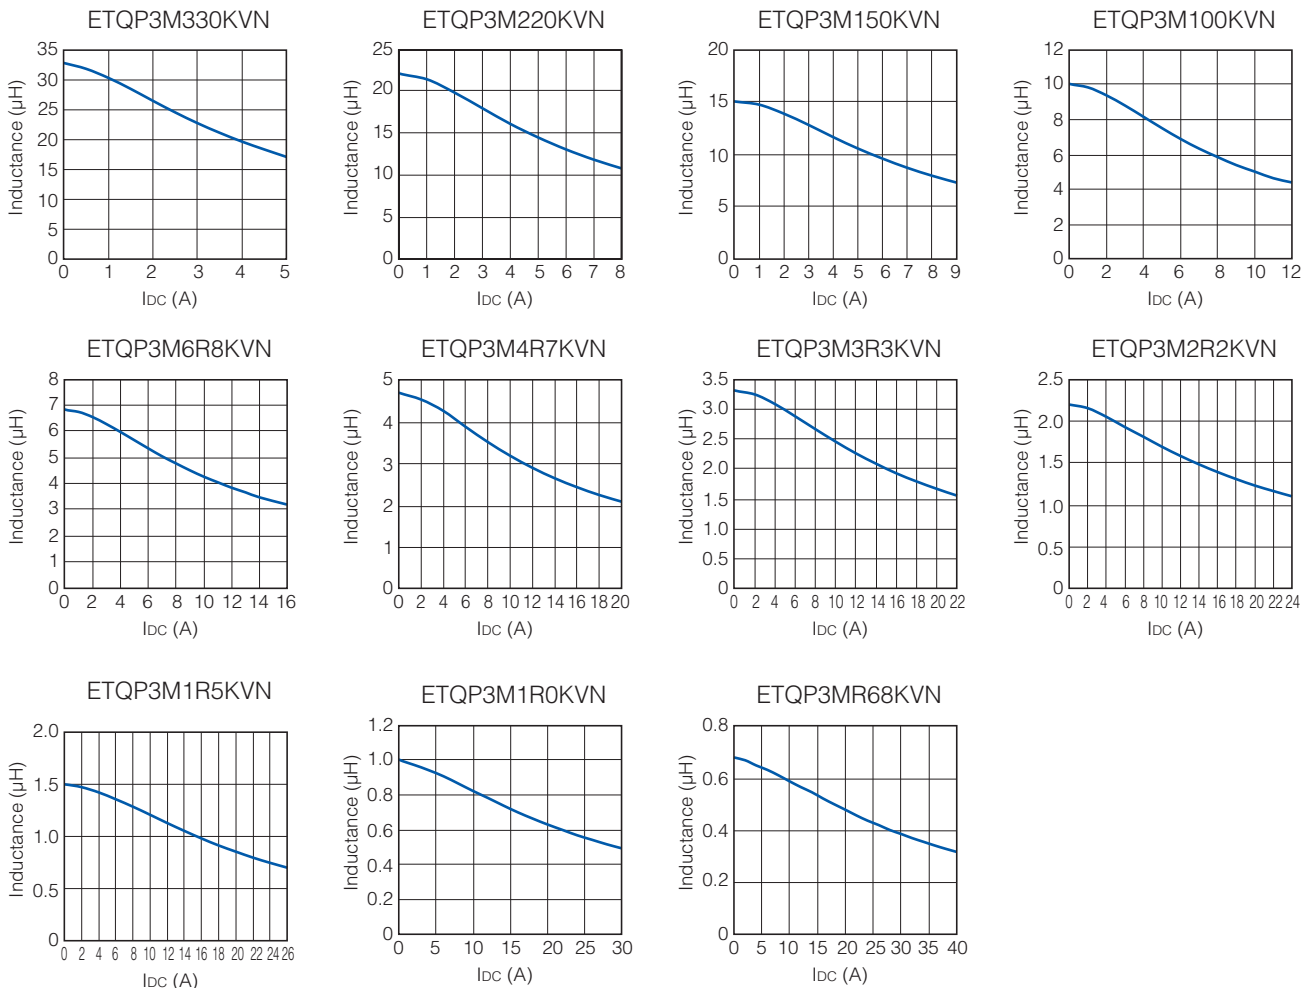 ETQP3M330KVN
Inductance (µH)
35
30
25
20
15
10
5
0
0 1 2 3 4 5
IDC (A)
ETQP3M220KVN
Inductance (µH)
25
20
15
10
5
0
0 1 2 3 4 5 6 7 8
IDC (A)
ETQP3M150KVN
Inductance (µH)
20
15
10
5
0
0 1 2 3 4 5 6 7 8 9
IDC (A)
ETQP3M100KVN
Inductance (µH)
12
10
8
6
4
2
0
0 2 4 6 8 10 12
IDC (A)
ETQP3M6R8KVN
Inductance (µH)
8
7
6
5
4
3
2
1
0
0 2 4 6 8 10 12 14 16
IDC (A)
ETQP3M4R7KVN
Inductance (µH)
5
4
3
2
1
0
0 2 4 6 8 10 12 14 16 18 20
IDC (A)
ETQP3M3R3KVN
Inductance (µH)
3.5
3.0
2.5
2.0
1.5
1.0
0.5
0
0 2 4 6 8 10 12 14 16 18 20 22
IDC (A)
ETQP3M2R2KVN
Inductance (µH)
2.5
2.0
1.5
1.0
0.5
0
0 2 4 6 8 10 12 14 16 18 20 22 24
IDC (A)
ETQP3M1R5KVN
Inductance (µH)
2.0
1.5
1.0
0.5
0
0 2 4 6 8 10 12 14 16 18 20 22 24 26
IDC (A)
ETQP3M1R0KVN
Inductance (µH)
1.2
1.0
0.8
0.6
0.4
0.2
0
0 5 10 15 20 25 30
IDC (A)
ETQP3MR68KVN
Inductance (µH)
0.8
0.6
0.4
0.2
0
0 5 10 15 20 25 30 35 40
IDC (A)